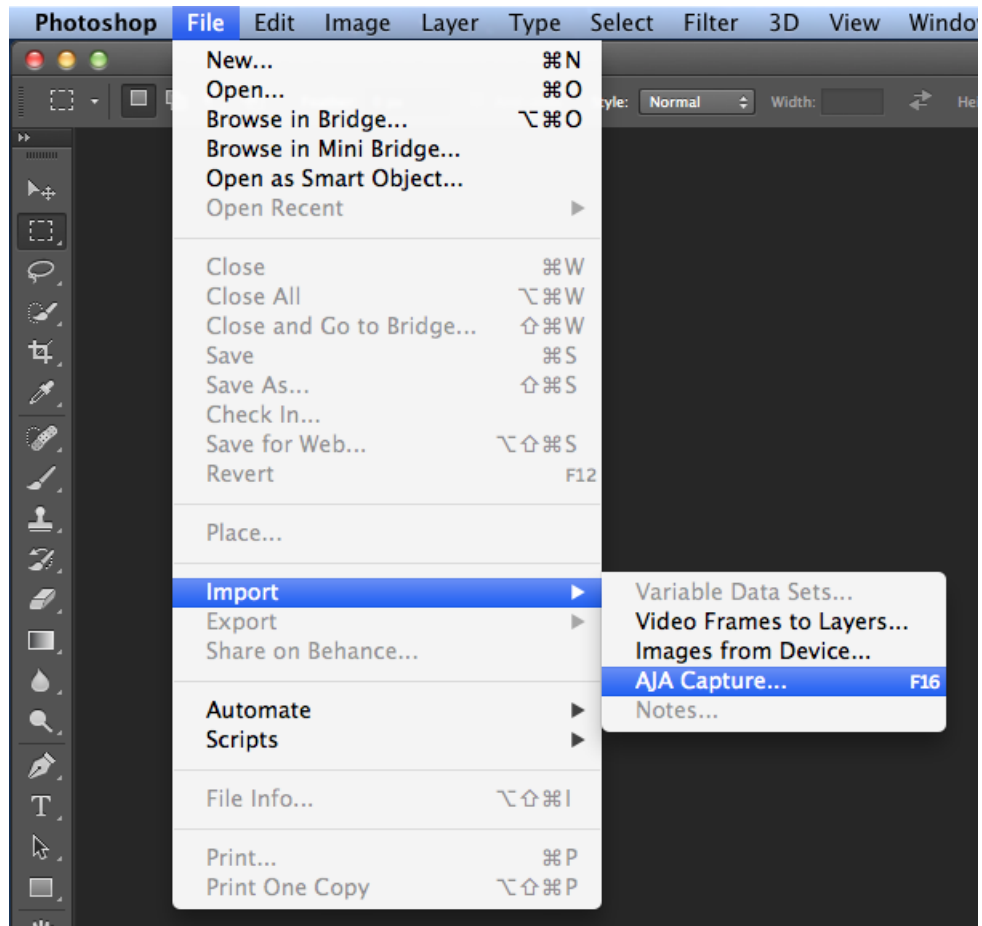 Photoshop File Edit Image Layer Type Select Filter 3D View Windo
Style: Normal Width: Hei
New... ⌘N
Open... ⌘O
Browse in Bridge... ⌥⌘O
Browse in Mini Bridge...
Open as Smart Object...
Open Recent ▶
Close ⌘W
Close All ⌥⌘W
Close and Go to Bridge... ⇧⌘W
Save ⌘S
Save As... ⇧⌘S
Check In...
Save for Web... ⌥⇧⌘S
Revert F12
Place...
Import ▶
Export ▶
Share on Behance...
Automate ▶
Scripts ▶
File Info... ⌥⇧⌘I
Print... ⌘P
Print One Copy ⌥⇧⌘P
Variable Data Sets...
Video Frames to Layers...
Images from Device...
AJA Capture... F16
Notes...
T